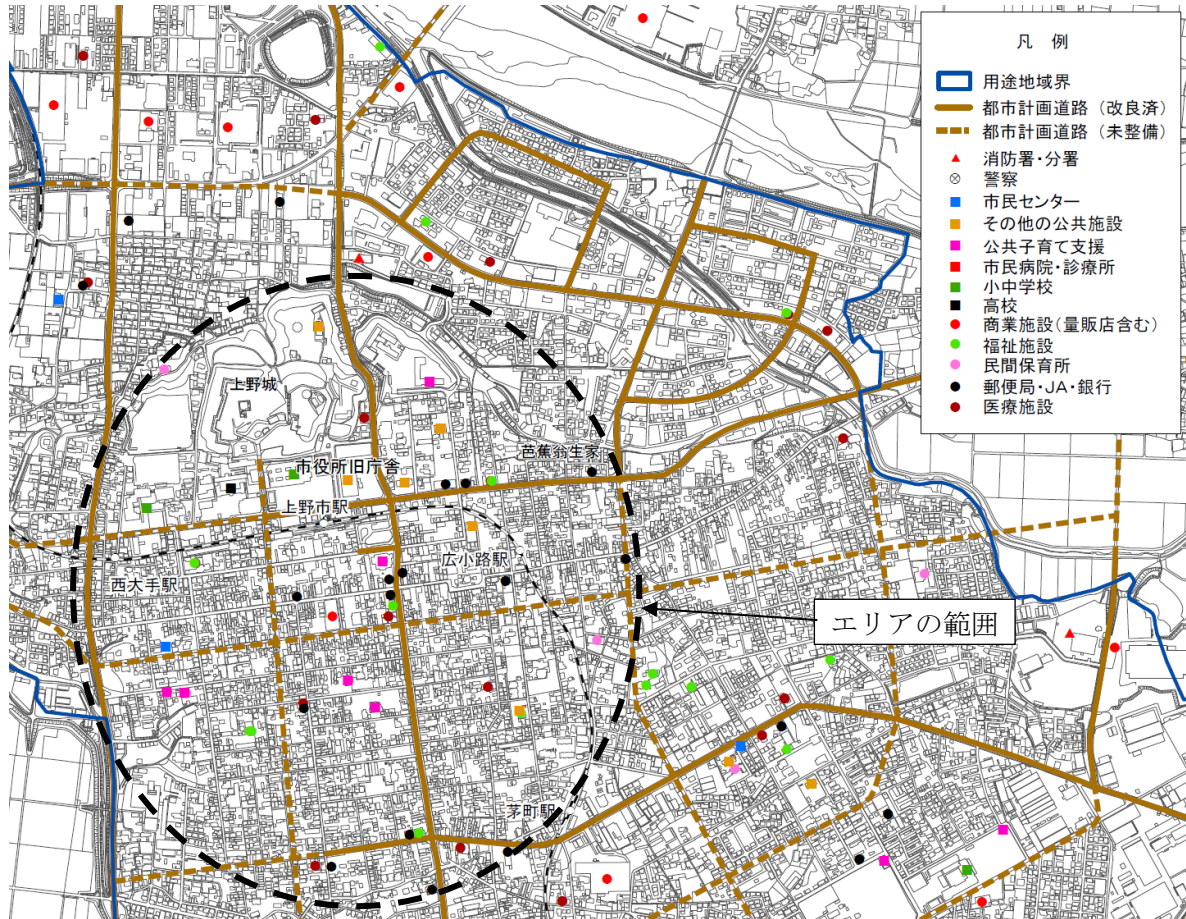 凡 例
用途地域界
都市計画道路（改良済）
都市計画道路（未整備）
消防署・分署
警察
市民センター
その他の公共施設
公共子育て支援
市民病院・診療所
小中学校
高校
商業施設（量販店含む）
福祉施設
民間保育所
郵便局・JA・銀行
医療施設
上野城
芭蕉翁生家
市役所旧庁舎
上野市駅
広小路駅
西大手駅
エリアの範囲
茅町駅